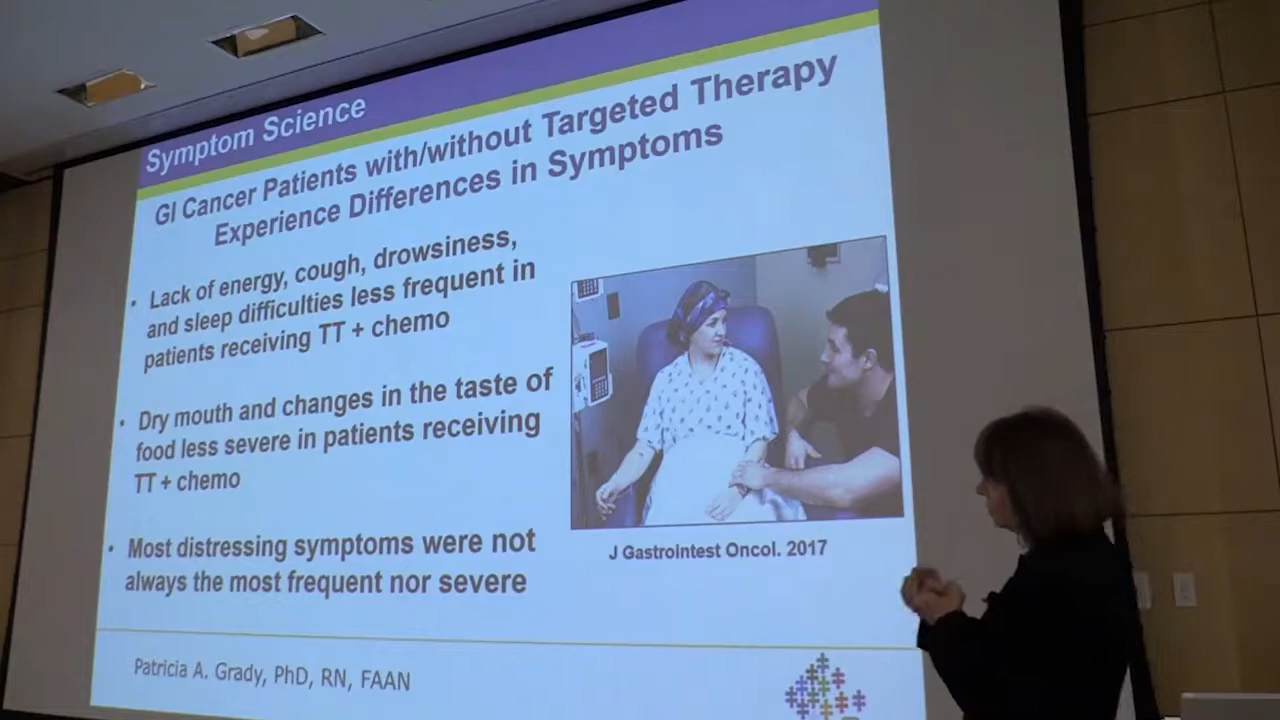 Symptom Science
GI Cancer Patients with/without Targeted Therapy
Experience Differences in Symptoms
• Lack of energy, cough, drowsiness,
and sleep difficulties less frequent in
patients receiving TT + chemo
• Dry mouth and changes in the taste of
food less severe in patients receiving
TT + chemo
• Most distressing symptoms were not
always the most frequent nor severe
J Gastrointest Oncol. 2017
Patricia A. Grady, PhD, RN, FAAN